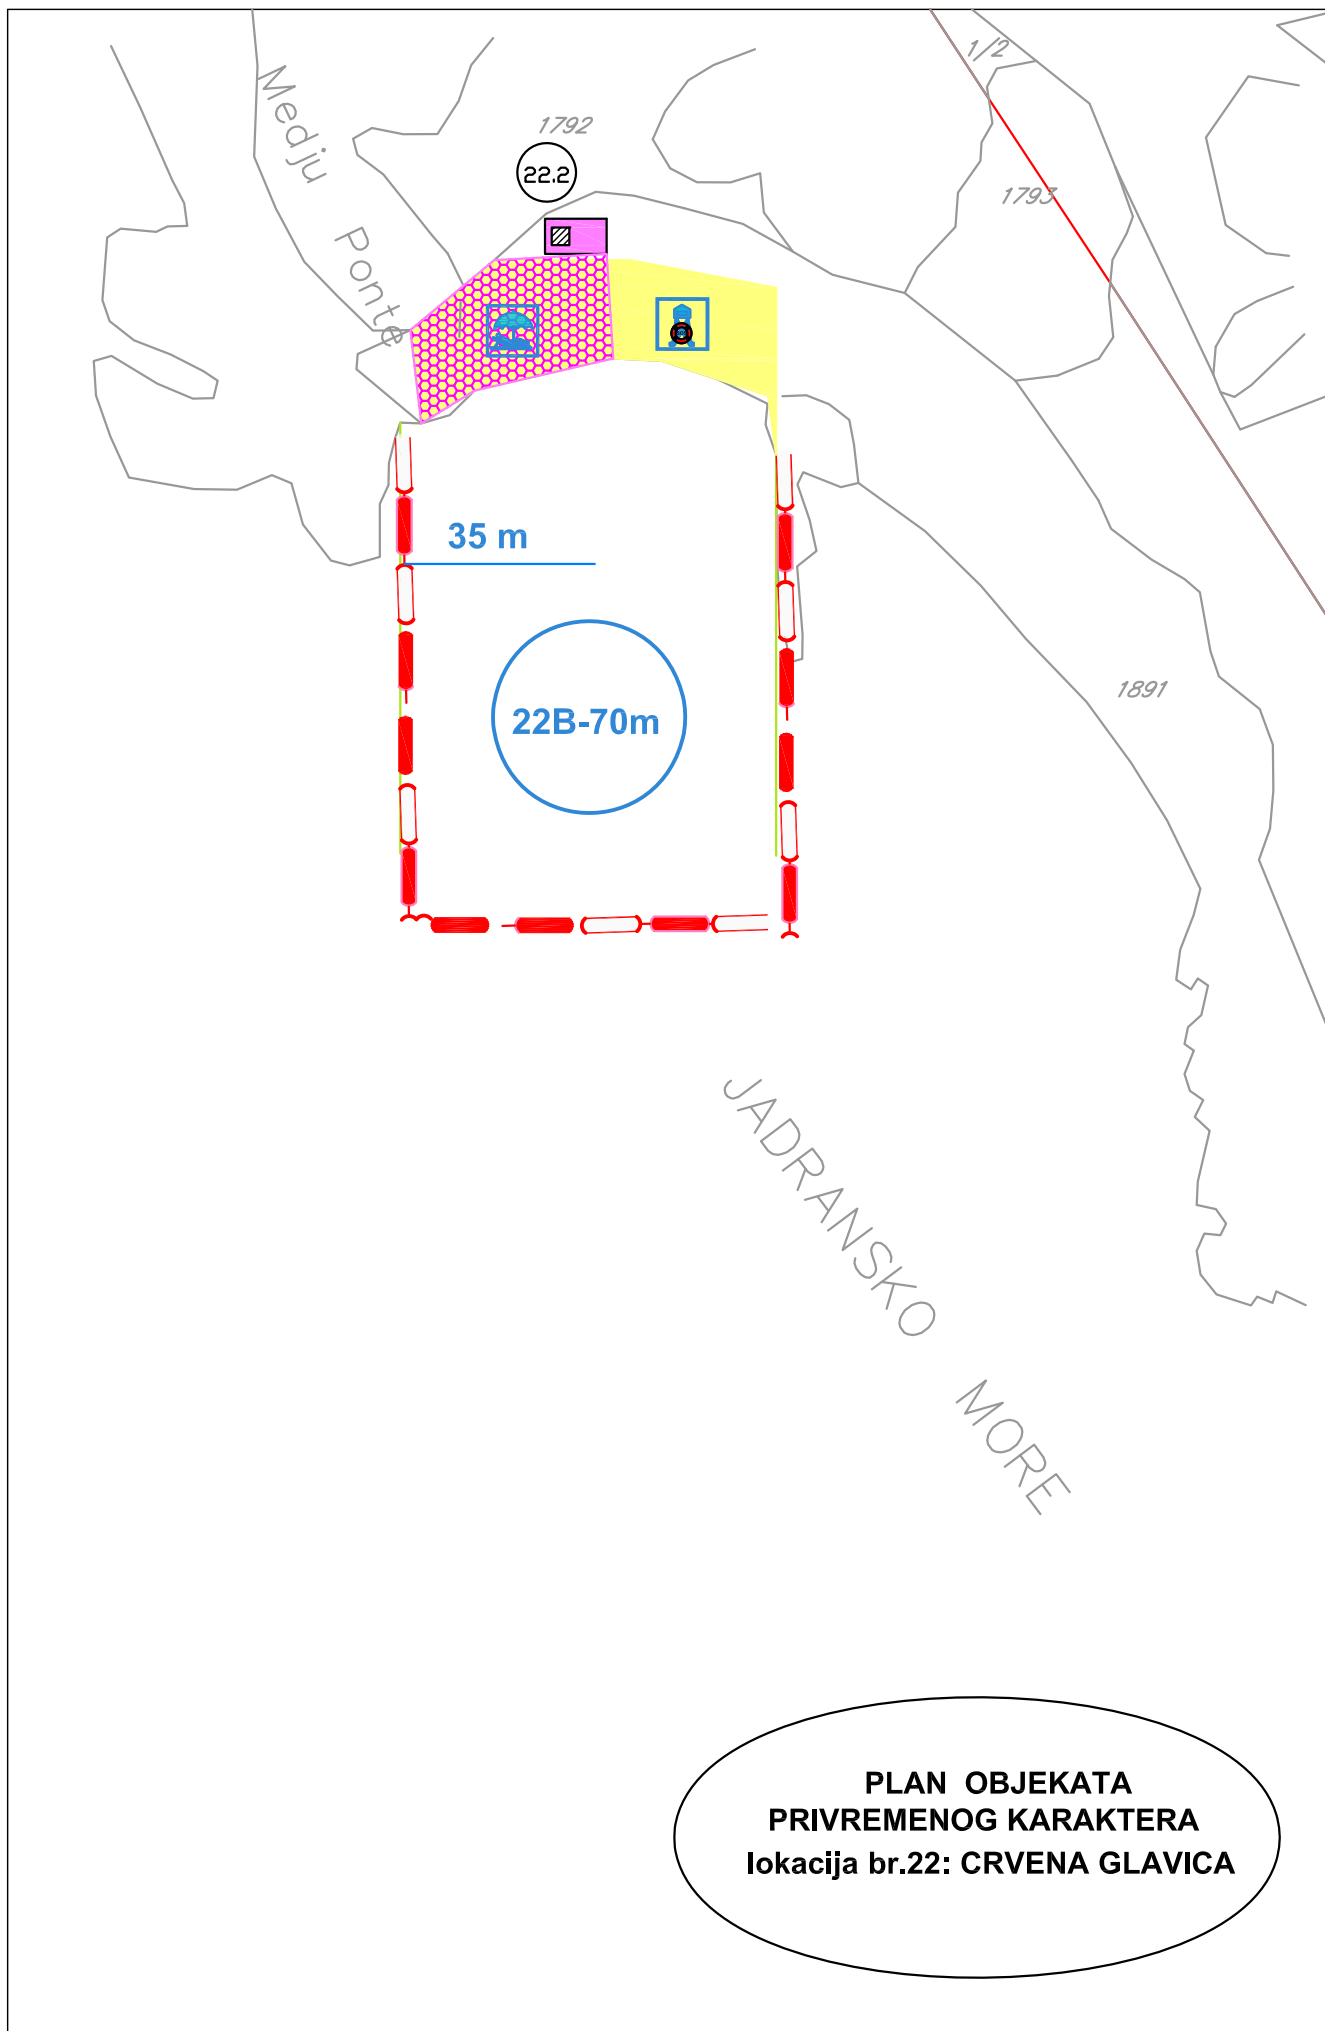 1/2
Medju Ponte
1792
22.2
1793
35 m
1891
22B-70m
JADRANSKO MORE
PLAN OBJEKATA
PRIVREMENOG KARAKTERA
lokacija br.22: CRVENA GLAVICA